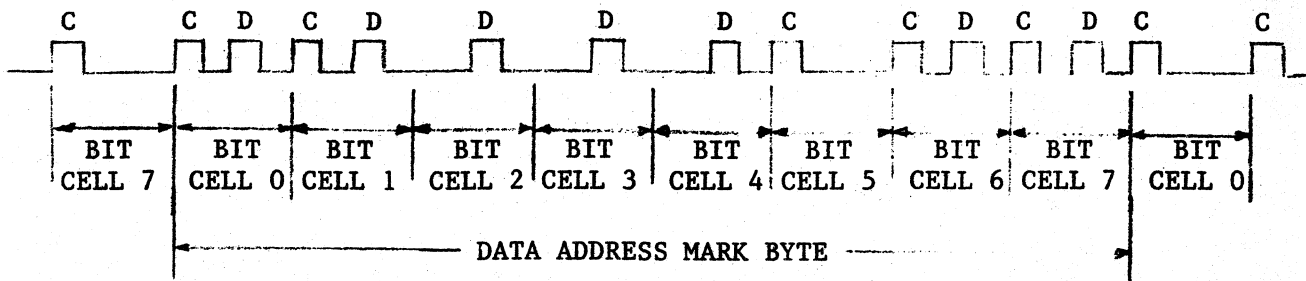 C C D C D D D D C C D C D C C
BIT BIT BIT BIT BIT BIT BIT BIT BIT BIT
CELL 7 CELL 0 CELL 1 CELL 2 CELL 3 CELL 4 CELL 5 CELL 6 CELL 7 CELL 0
DATA ADDRESS MARK BYTE